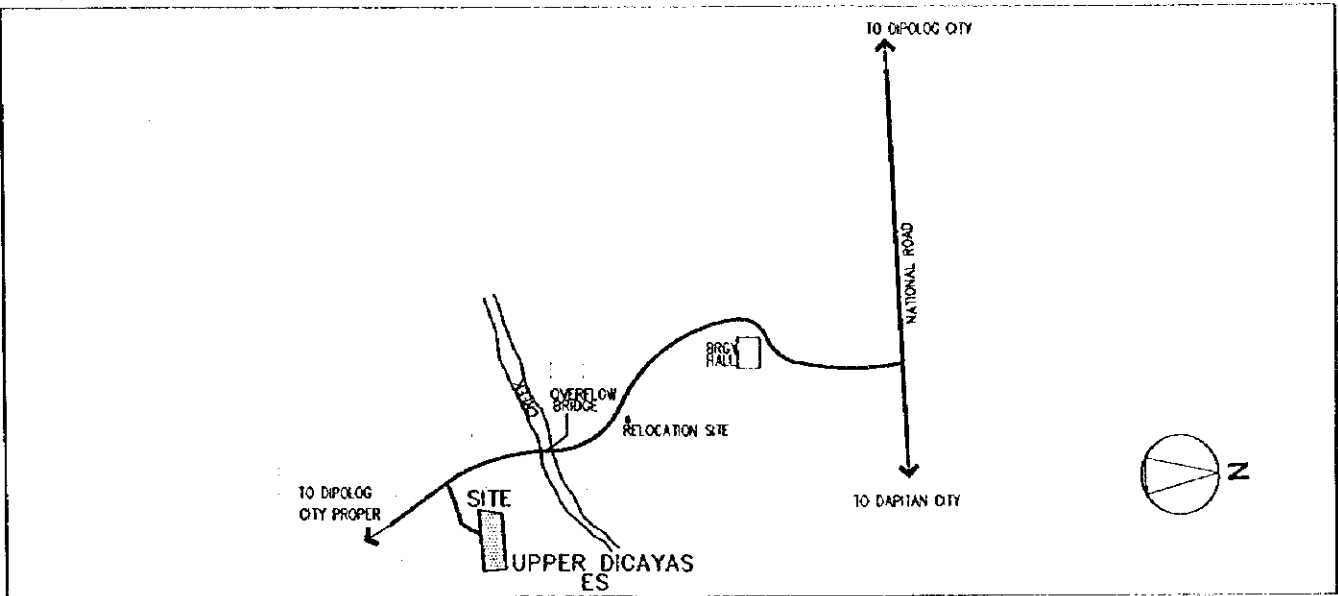 TO DIPOLOG CITY
NATIONAL ROAD
BRGY
HALL
CREEK
OVERFLOW
BRIDGE
RELOCATION SITE
TO DIPOLOG
CITY PROPER
SITE
TO DAPITAN CITY
N
UPPER DICAYAS
ES